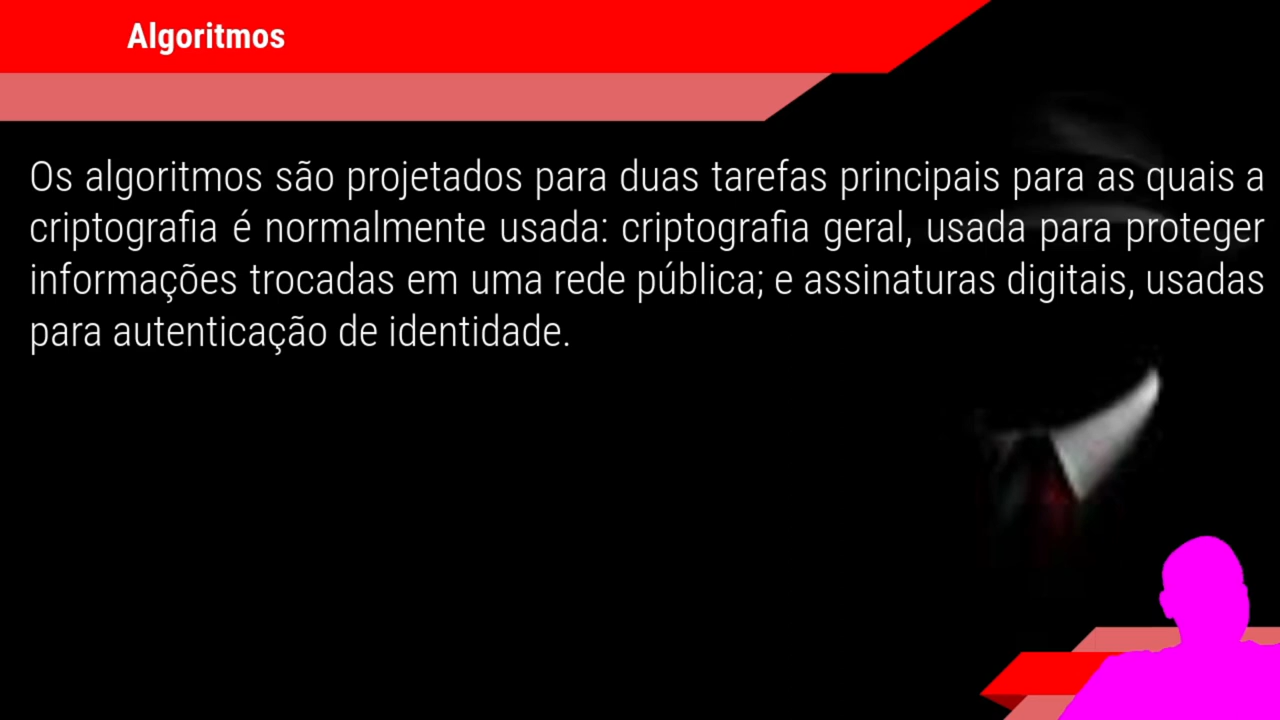 Algoritmos
Os algoritmos são projetados para duas tarefas principais para as quais a
criptografia é normalmente usada: criptografia geral, usada para proteger
informações trocadas em uma rede pública; e assinaturas digitais, usadas
para autenticação de identidade.